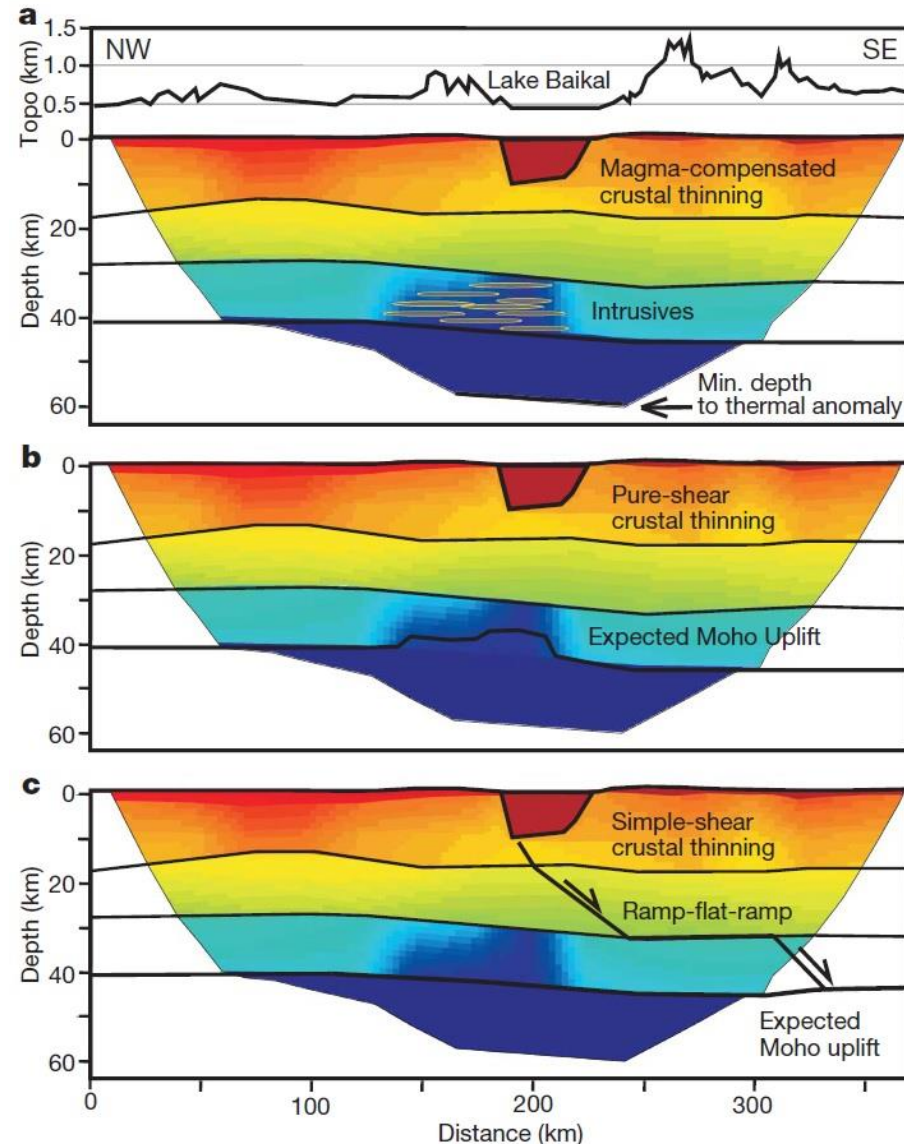 a
1.5
NW
SE
1.0
Lake Baikal
0.5
Topo (km)
0
Magma-compensated
crustal thinning
20
Intrusives
40
Min. depth
to thermal anomaly
60
Depth (km)
b
0
Pure-shear
crustal thinning
20
Expected Moho Uplift
40
60
Depth (km)
c
0
Simple-shear
crustal thinning
20
Ramp-flat-ramp
40
Expected
Moho uplift
60
Depth (km)
0 100 200 300
Distance (km)